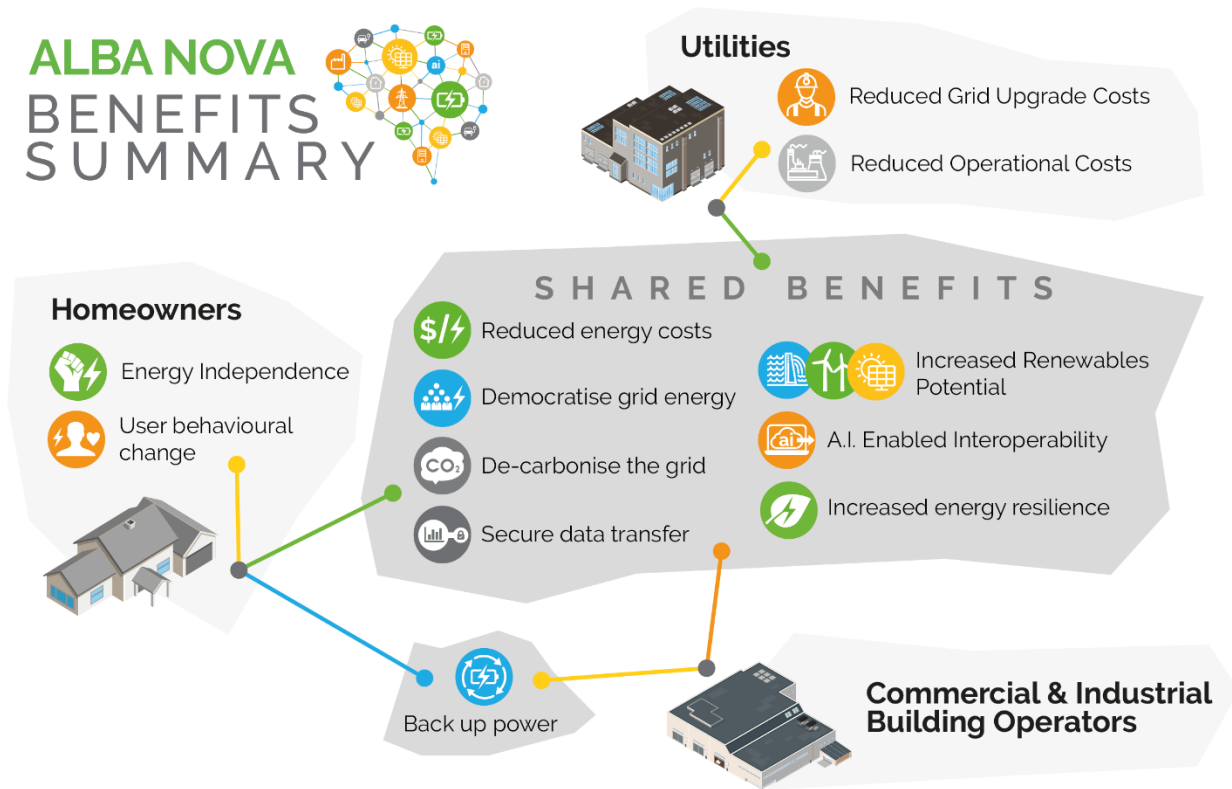 ALBA NOVA
BENEFITS
SUMMARY
ai
Utilities
Reduced Grid Upgrade Costs
Reduced Operational Costs
Homeowners
Energy Independence
User behavioural
change
SHARED BENEFITS
$/
Reduced energy costs
Democratise grid energy
CO₂
De-carbonise the grid
Secure data transfer
Increased Renewables
Potential
ai
A.I. Enabled Interoperability
Increased energy resilience
Back up power
Commercial & Industrial
Building Operators